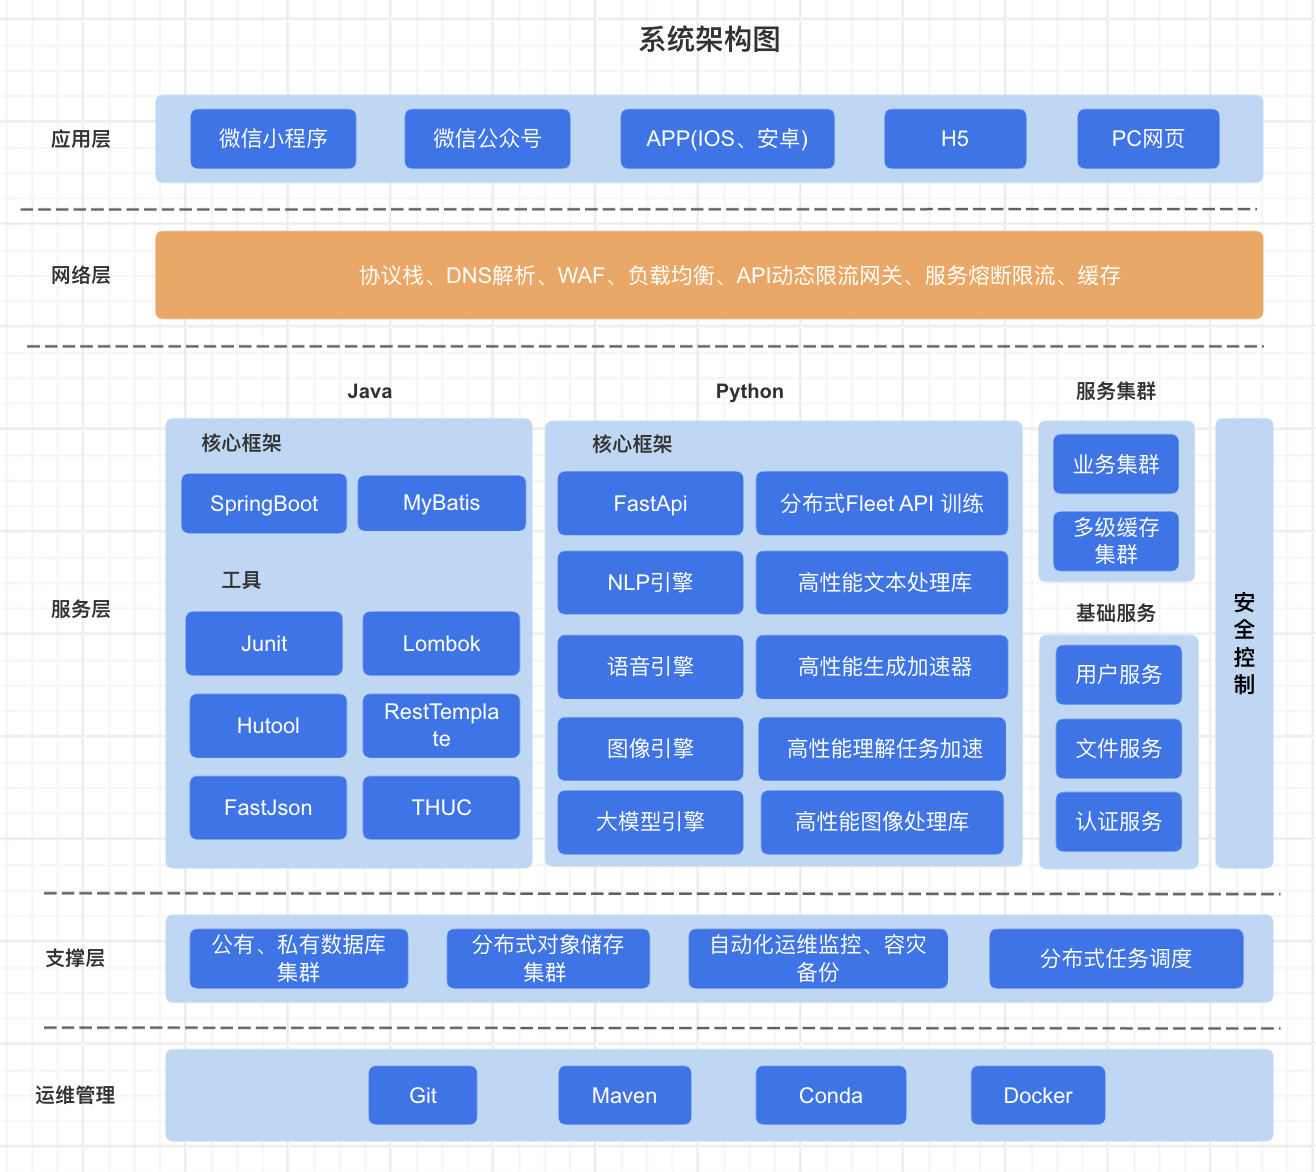 系统架构图
应用层
微信小程序
微信公众号
APP(IOS、安卓)
H5
PC网页
网络层
协议栈、DNS解析、WAF、负载均衡、API动态限流网关、服务熔断限流、缓存
服务层
Java
核心框架
SpringBoot
MyBatis
工具
Junit
Lombok
Hutool
RestTempla
te
FastJson
THUC
Python
核心框架
FastApi
分布式Fleet API 训练
NLP引擎
高性能文本处理库
语音引擎
高性能生成加速器
图像引擎
高性能理解任务加速
大模型引擎
高性能图像处理库
服务集群
业务集群
多级缓存
集群
基础服务
用户服务
文件服务
认证服务
安
全
控
制
支撑层
公有、私有数据库
集群
分布式对象储存
集群
自动化运维监控、容灾
备份
分布式任务调度
运维管理
Git
Maven
Conda
Docker